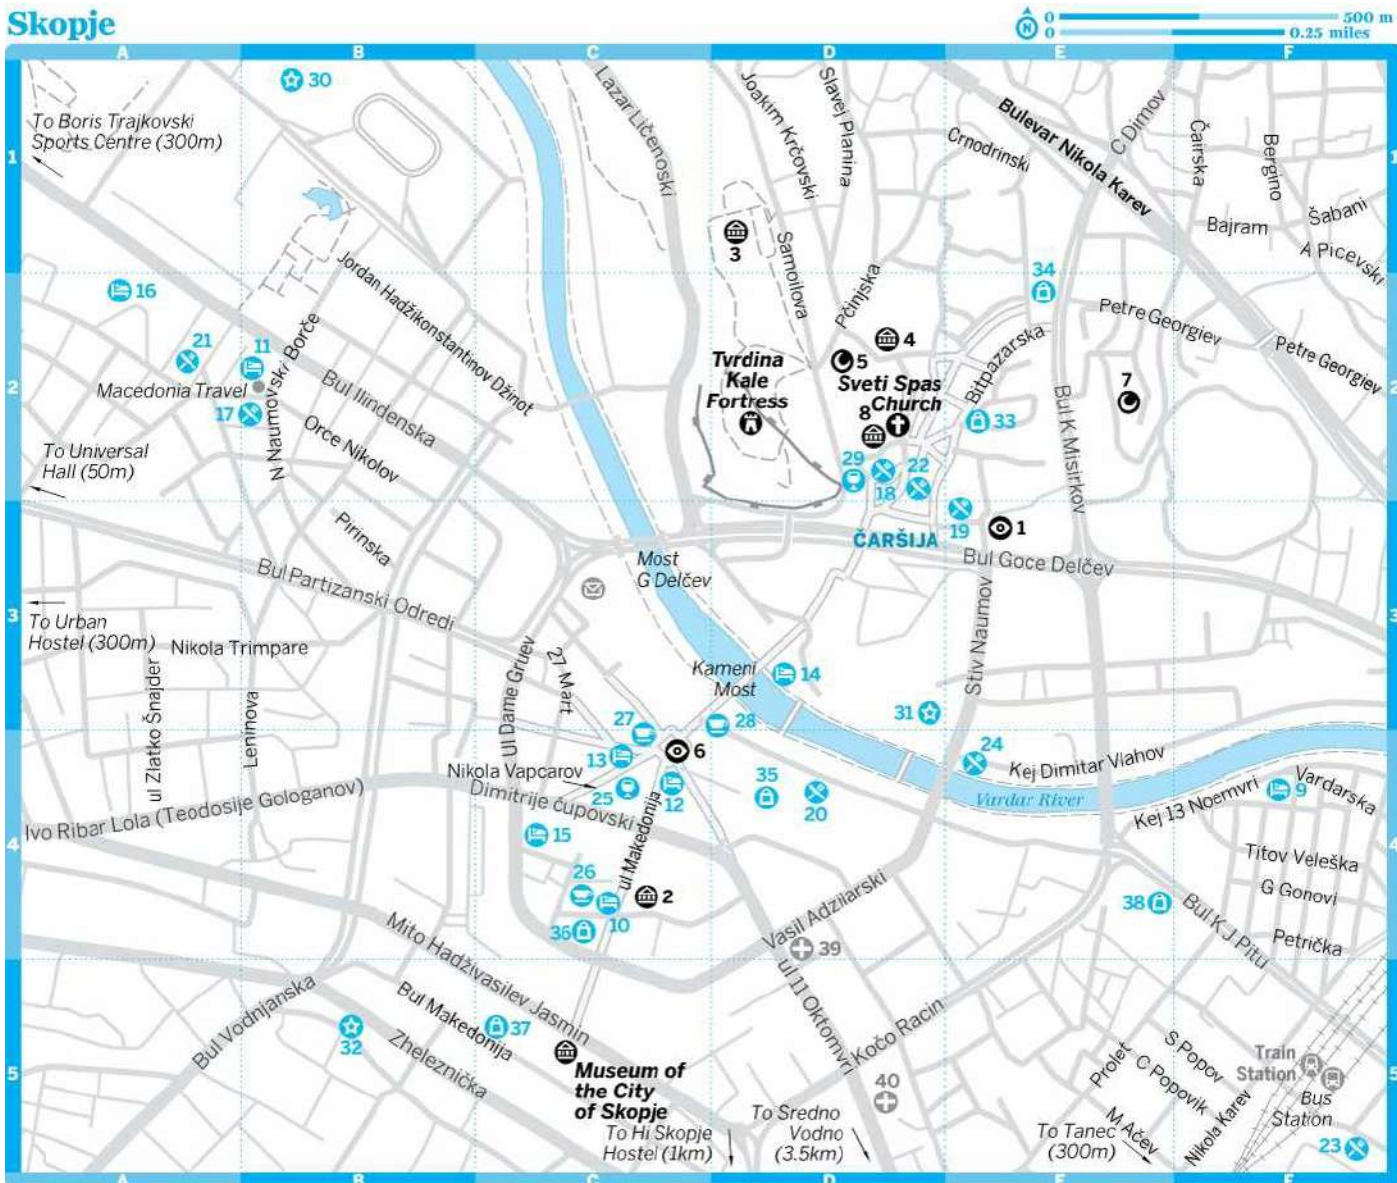 Skopje
0
500 m
0
0.25 miles
N
A
B
C
D
E
F
1
1
30
To Boris Trajkovski
Sports Centre (300m)
Lazar Ličenoski
Joakim Krčovski
Slavej Planina
Bulevar Nikola Karev
Crnodrinski
C Dimov
Čairska
Bergino
Šabani
Bajram
A Picevski
3
Samoilova
Pčinjska
34
Petre Georgiev
Petre Georgiev
16
21
11
Macedonia Travel
17
N Naumovski Borče
Jordan Hadžikonstantinov Džinot
Bul Ilindenska
Orce Nikolov
To Universal
Hall (50m)
2
2
Tvrdina
Kale
Fortress
4
5
Sveti Spas
Church
8
Bitpazarska
33
7
Bul K Misirkov
29
18
22
19
1
ČARŠIJA
Bul Goce Delčev
Pirinska
Bul Partizanski Odredi
Most
G Delčev
3
3
To Urban
Hostel (300m)
Nikola Trimpare
ul Zlatko Šnajder
Leninova
Ul Dame Gruev
27 Mart
Kameni
Most
14
Stiv Naumov
31
27
28
13
6
24
Kej Dimitar Vlahov
Nikola Vapcarov
25
12
35
20
Vardar River
Kej 13 Noemvri
9
Vardarska
Dimitrije čupovski
Ivo Ribar Lola (Teodosije Gologanov)
4
4
15
ul Makedonija
26
10
2
36
Titov Veleška
G Gonovi
Petrička
38
Bul K J Pitu
Vasil Adzilarski
39
Mito Hadživasilev Jasmin
ul 11 Oktomvri
Bul Vodnjanska
Bul Makedonija
Zheleznička
32
37
Museum of
the City
of Skopje
Kočo Racin
40
5
5
Prolet
S Popov
C Popovik
M Ačev
Nikola Karev
Train
Station
Bus
Station
23
To Hi Skopje
Hostel (1km)
To Sredno
Vodno
(3.5km)
To Tanec
(300m)
A
B
C
D
E
F